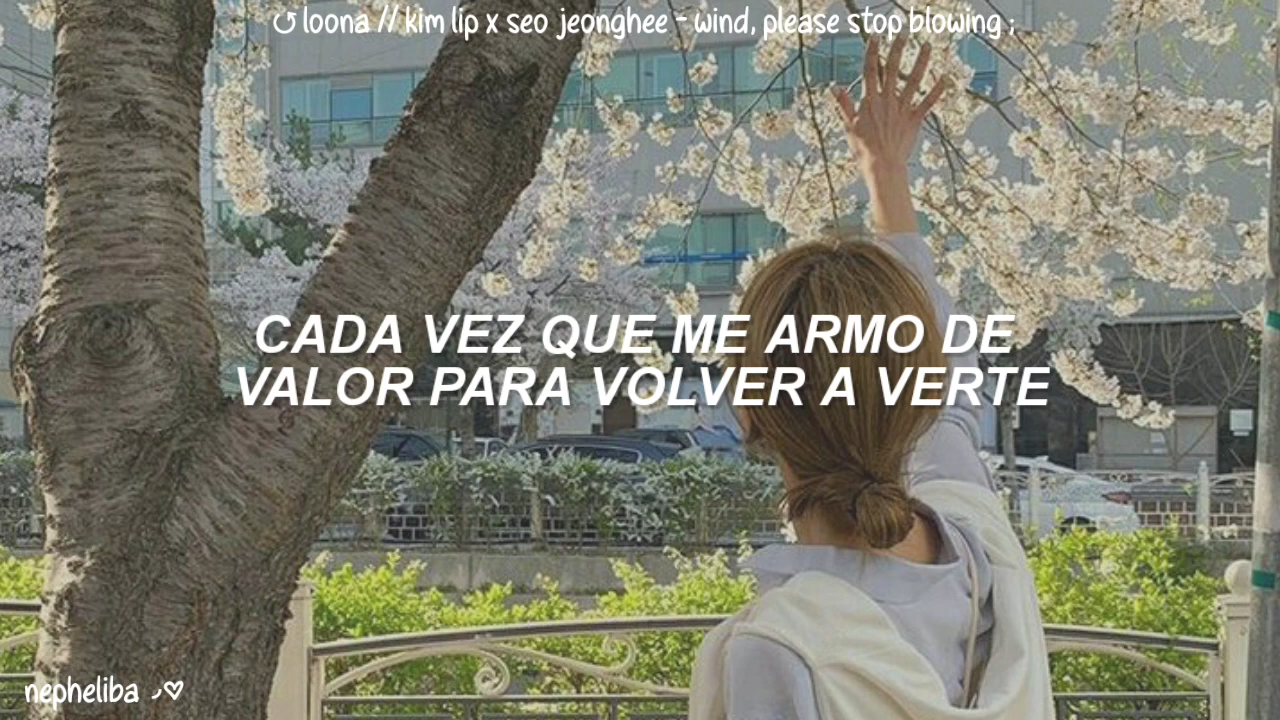 ↺ loona // kim lip x seo jeonghee - wind, please stop blowing ;
CADA VEZ QUE ME ARMO DE
VALOR PARA VOLVER A VERTE
nepheliba ◞♡